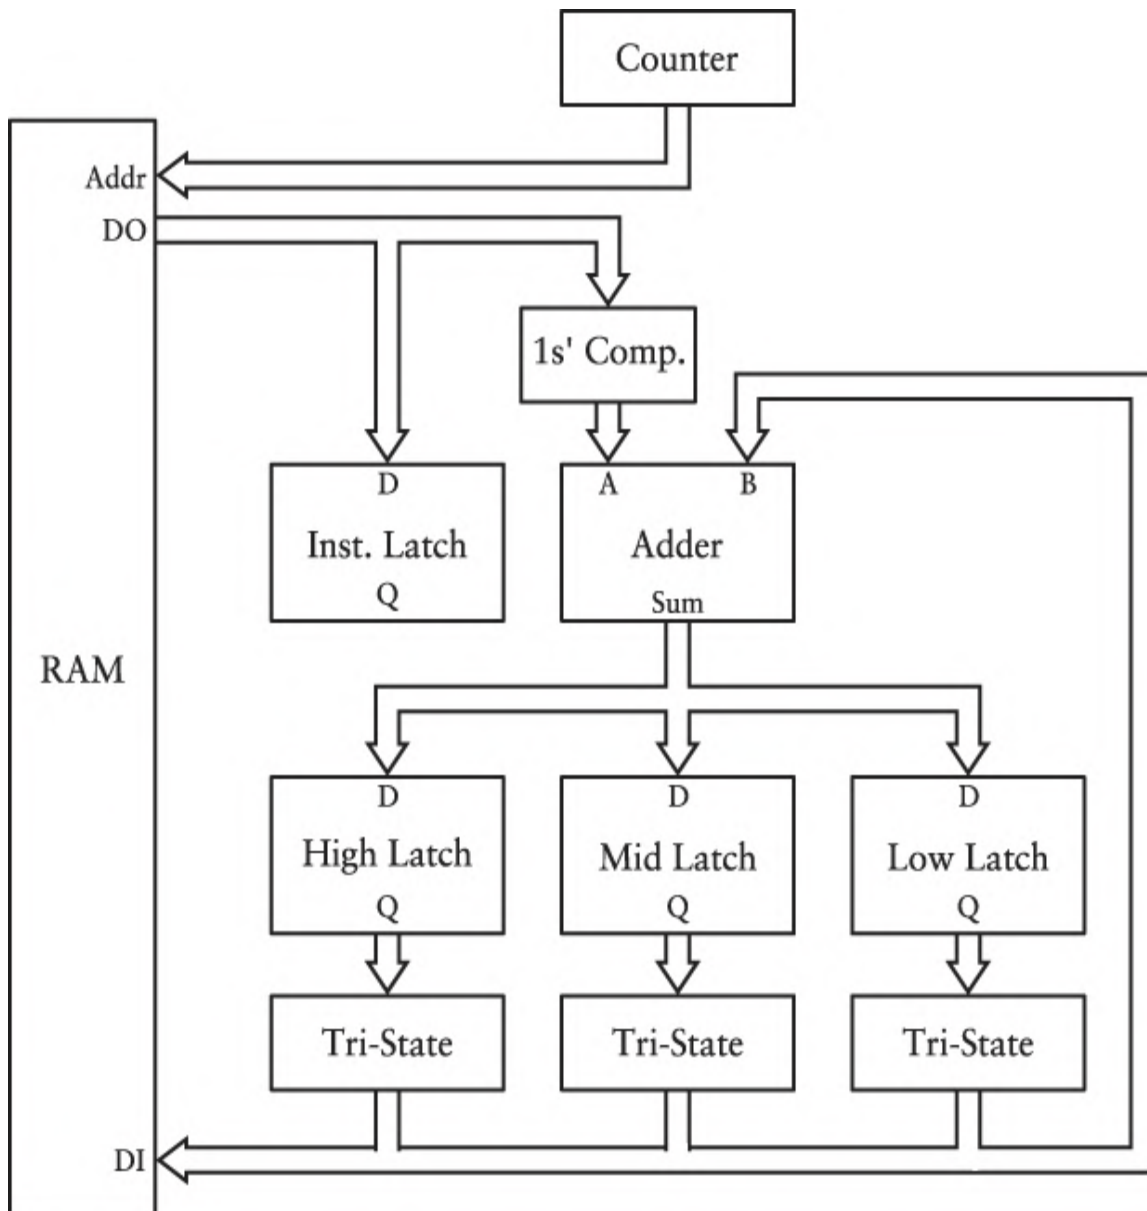 Counter
Addr
DO
1s' Comp.
D
Inst. Latch
Q
A
B
Adder
Sum
RAM
D
High Latch
Q
D
Mid Latch
Q
D
Low Latch
Q
Tri-State
Tri-State
Tri-State
DI